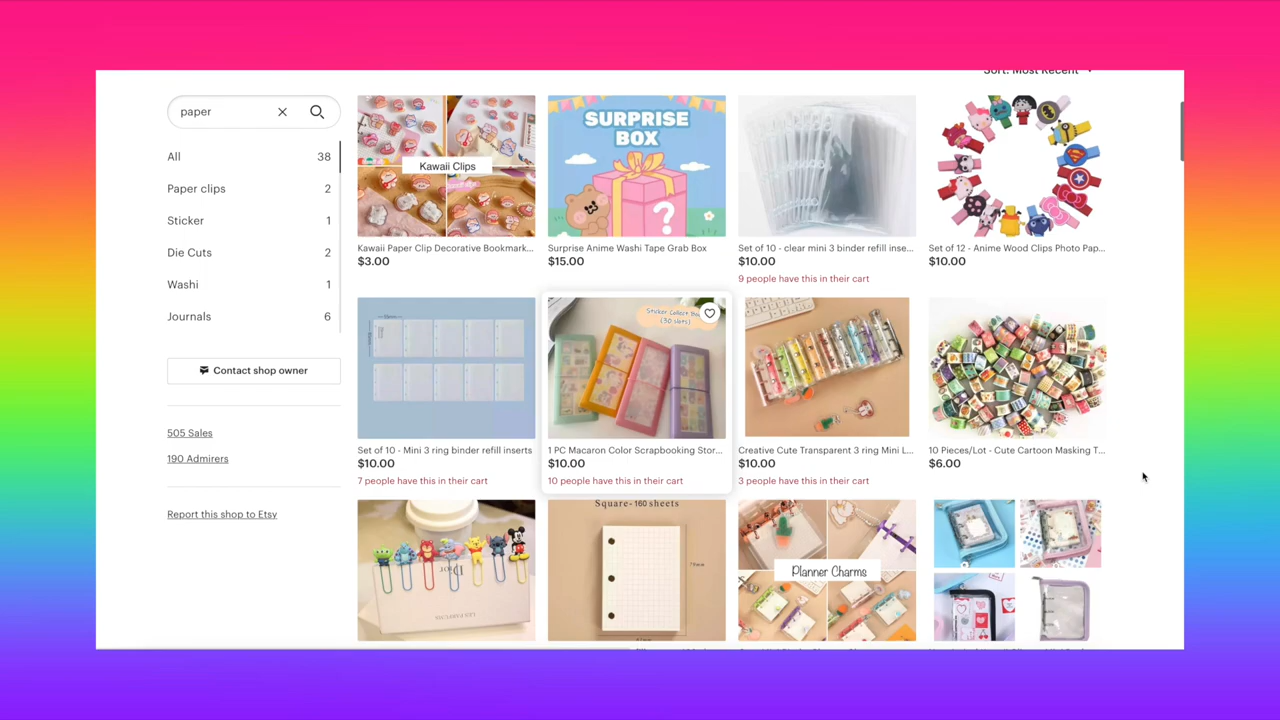 Sort: Most Recent
paper
All 38
Paper clips 2
Sticker 1
Die Cuts 2
Washi 1
Journals 6
Contact shop owner
505 Sales
190 Admirers
Report this shop to Etsy
Kawaii Clips
Kawaii Paper Clip Decorative Bookmark...
$3.00
SURPRISE
BOX
?
Surprise Anime Washi Tape Grab Box
$15.00
Set of 10 - clear mini 3 binder refill inse...
$10.00
9 people have this in their cart
Set of 12 - Anime Wood Clips Photo Pap...
$10.00
Set of 10 - Mini 3 ring binder refill inserts
$10.00
7 people have this in their cart
Sticker Collect
(30 slots)
1 PC Macaron Color Scrapbooking Stor...
$10.00
10 people have this in their cart
Creative Cute Transparent 3 ring Mini L...
$10.00
3 people have this in their cart
10 Pieces/Lot - Cute Cartoon Masking T...
$6.00
Square- 160 sheets
Planner Charms